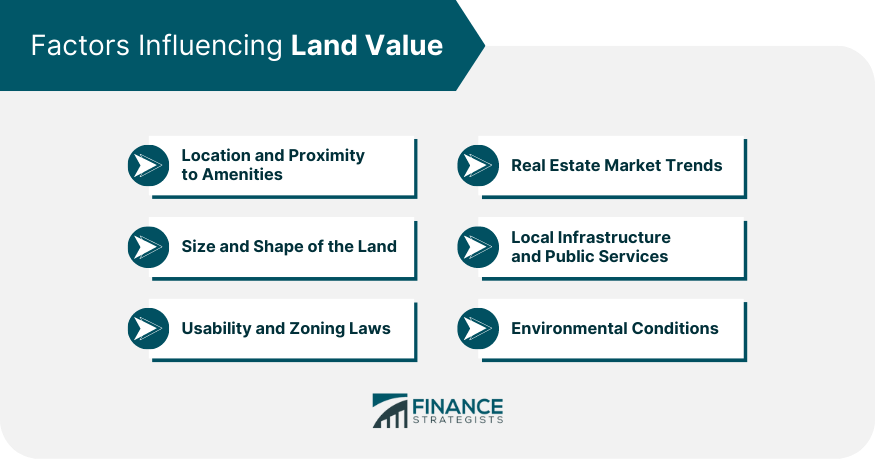 Factors Influencing Land Value
Location and Proximity
to Amenities
Size and Shape of the Land
Usability and Zoning Laws
Real Estate Market Trends
Local Infrastructure
and Public Services
Environmental Conditions
FINANCE
STRATEGISTS